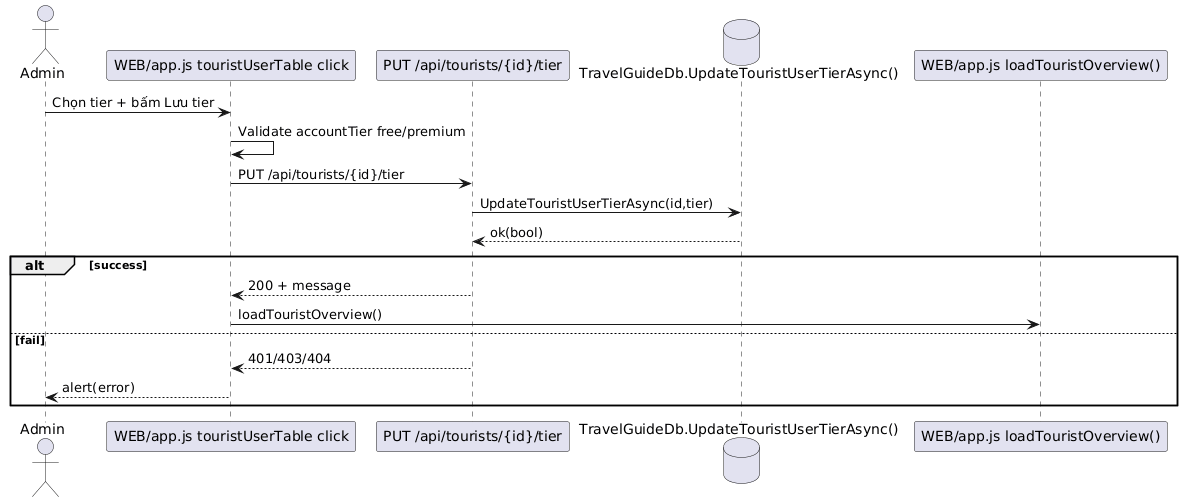 Admin
WEB/app.js touristUserTable click
PUT /api/tourists/{id}/tier
TravelGuideDb.UpdateTouristUserTierAsync()
WEB/app.js loadTouristOverview()
Chọn tier + bấm Lưu tier
Validate accountTier free/premium
PUT /api/tourists/{id}/tier
UpdateTouristUserTierAsync(id,tier)
ok(bool)
alt [success]
200 + message
loadTouristOverview()
[fail]
401/403/404
alert(error)
Admin
WEB/app.js touristUserTable click
PUT /api/tourists/{id}/tier
TravelGuideDb.UpdateTouristUserTierAsync()
WEB/app.js loadTouristOverview()